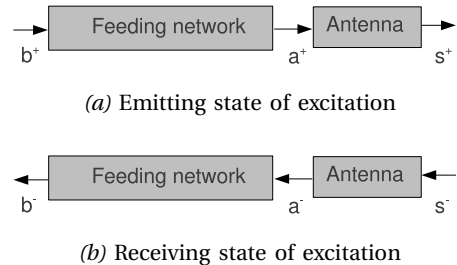 Feeding network Antenna
b⁺ a⁺ s⁺
(a) Emitting state of excitation
Feeding network Antenna
b⁻ a⁻ s⁻
(b) Receiving state of excitation